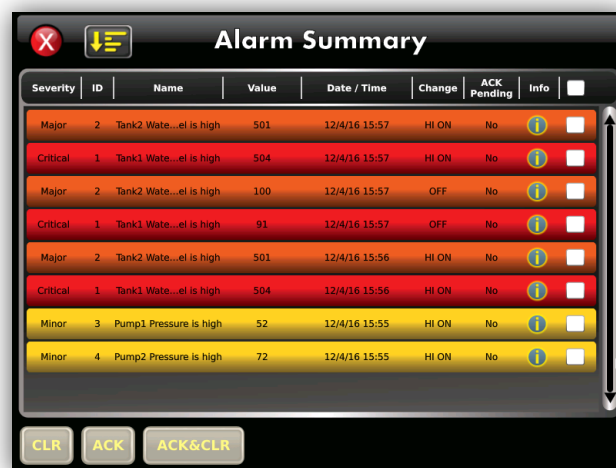 X Alarm Summary
Severity ID Name Value Date / Time Change ACK Pending Info
Major 2 Tank2 Wate...el is high 501 12/4/16 15:57 HI ON No i
Critical 1 Tank1 Wate...el is high 504 12/4/16 15:57 HI ON No i
Major 2 Tank2 Wate...el is high 100 12/4/16 15:57 OFF No i
Critical 1 Tank1 Wate...el is high 91 12/4/16 15:57 OFF No i
Major 2 Tank2 Wate...el is high 501 12/4/16 15:56 HI ON No i
Critical 1 Tank1 Wate...el is high 504 12/4/16 15:56 HI ON No i
Minor 3 Pump1 Pressure is high 52 12/4/16 15:55 HI ON No i
Minor 4 Pump2 Pressure is high 72 12/4/16 15:55 HI ON No i
CLR ACK ACK&CLR